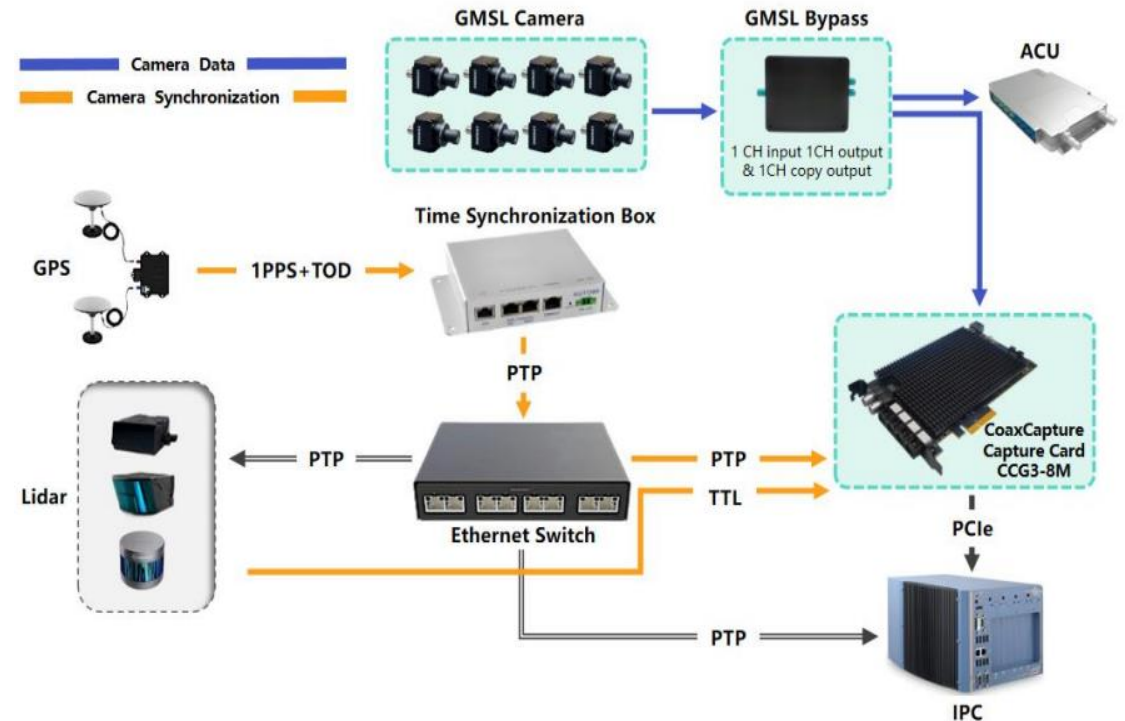 GMSL Camera
GMSL Bypass
ACU
Camera Data
Camera Synchronization
1 CH input 1CH output
& 1CH copy output
Time Synchronization Box
GPS
1PPS+TOD
PTP
CoaxCapture
Capture Card
CCG3-8M
PTP
PTP
TTL
Lidar
Ethernet Switch
PCIe
PTP
IPC